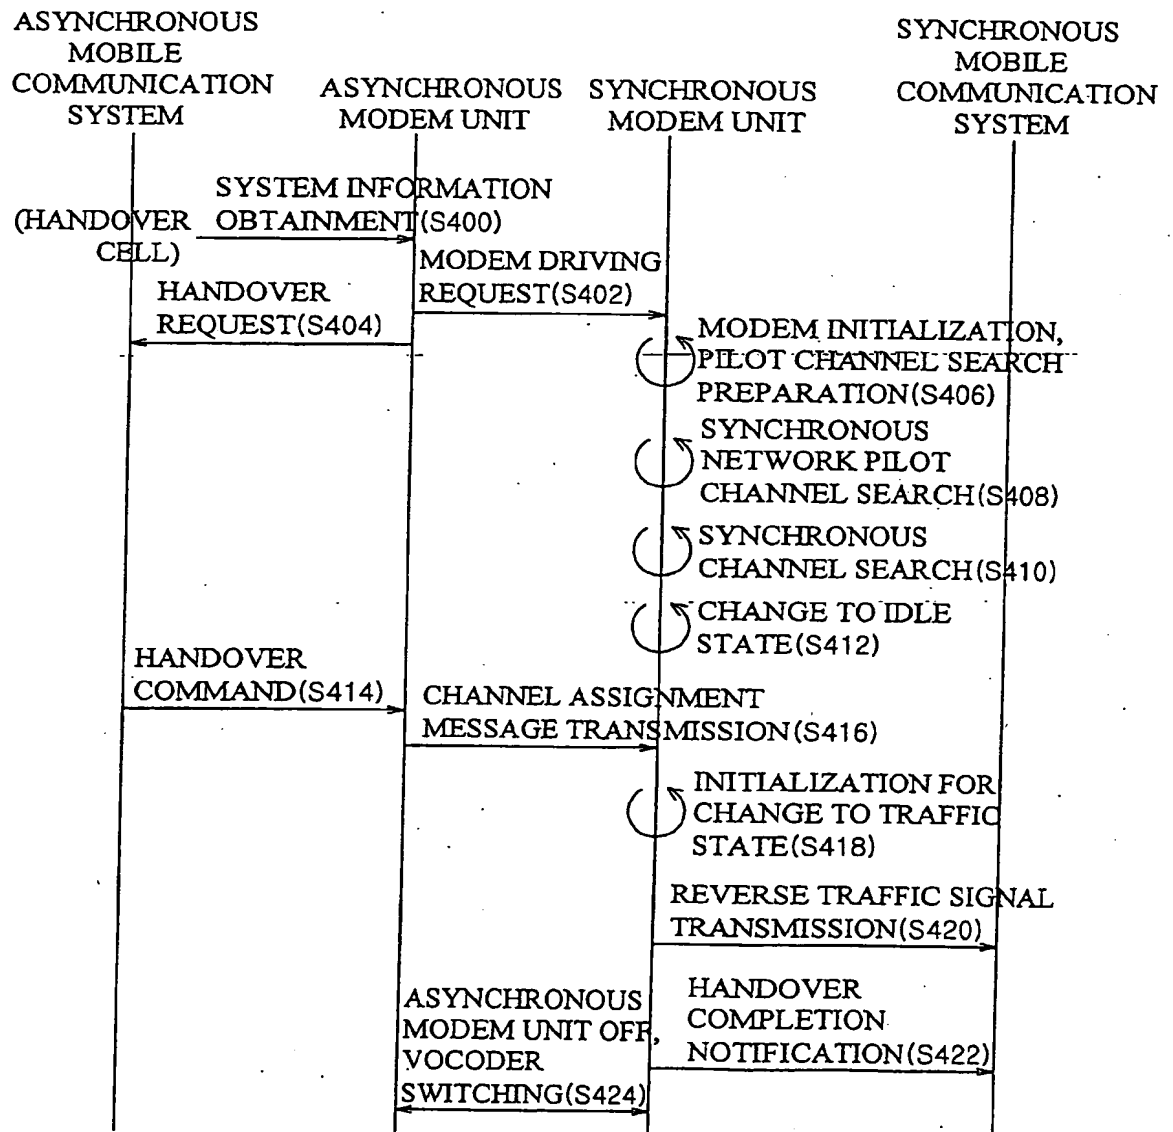 ASYNCHRONOUS
MOBILE
COMMUNICATION
SYSTEM
ASYNCHRONOUS
MODEM UNIT
SYNCHRONOUS
MODEM UNIT
SYNCHRONOUS
MOBILE
COMMUNICATION
SYSTEM
SYSTEM INFORMATION
OBTAINMENT(S400)
(HANDOVER
CELL)
MODEM DRIVING
REQUEST(S402)
HANDOVER
REQUEST(S404)
MODEM INITIALIZATION,
PILOT CHANNEL SEARCH
PREPARATION(S406)
SYNCHRONOUS
NETWORK PILOT
CHANNEL SEARCH(S408)
SYNCHRONOUS
CHANNEL SEARCH(S410)
CHANGE TO IDLE
STATE(S412)
HANDOVER
COMMAND(S414)
CHANNEL ASSIGNMENT
MESSAGE TRANSMISSION(S416)
INITIALIZATION FOR
CHANGE TO TRAFFIC
STATE(S418)
REVERSE TRAFFIC SIGNAL
TRANSMISSION(S420)
HANDOVER
COMPLETION
NOTIFICATION(S422)
ASYNCHRONOUS
MODEM UNIT OFF,
VOCODER
SWITCHING(S424)